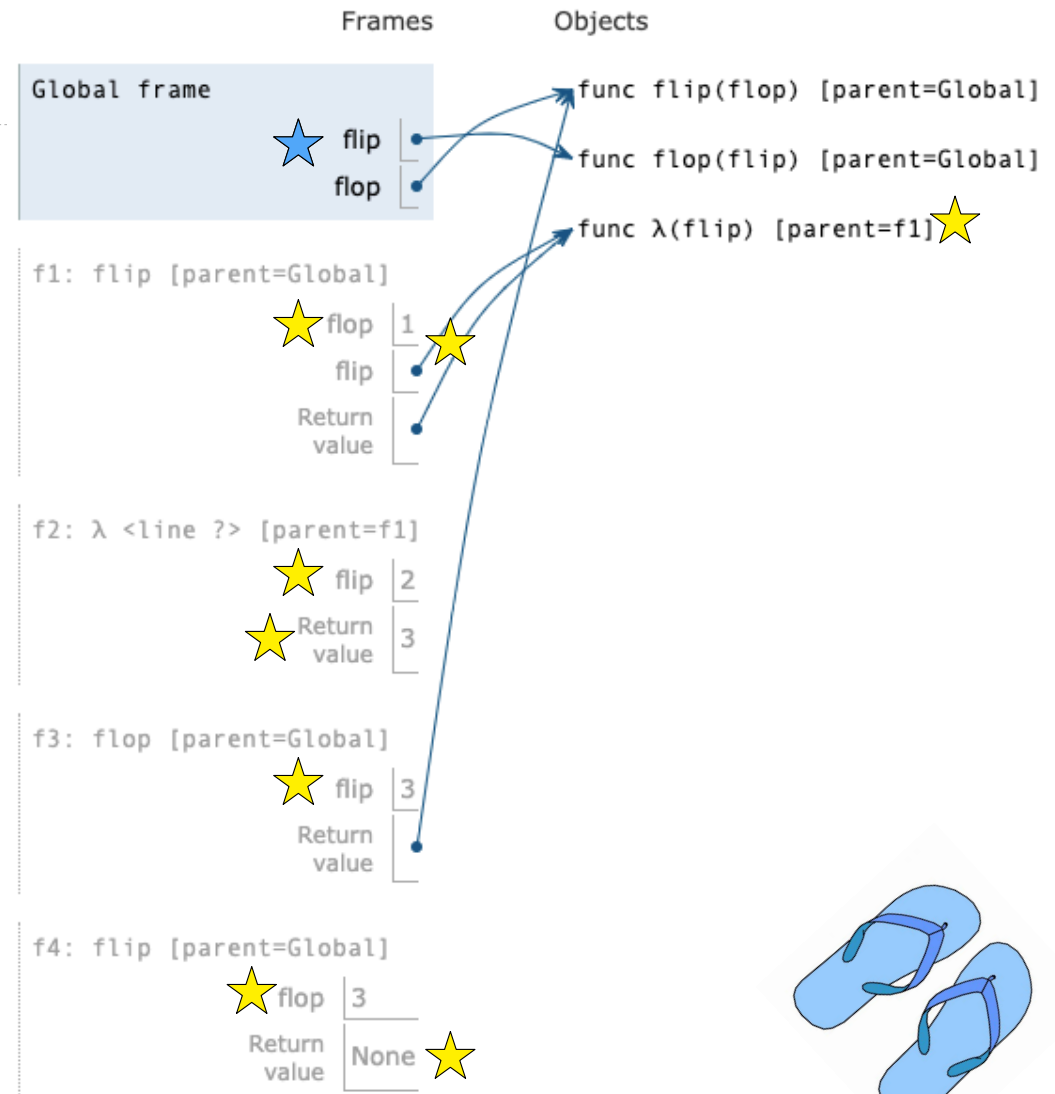 Frames Objects
Global frame
flip
flop
func flip(flop) [parent=Global]
func flop(flip) [parent=Global]
func λ(flip) [parent=f1]
f1: flip [parent=Global]
flop 1
flip
Return
value
f2: λ <line ?> [parent=f1]
flip 2
Return
value 3
f3: flop [parent=Global]
flip 3
Return
value
f4: flip [parent=Global]
flop 3
Return
value None